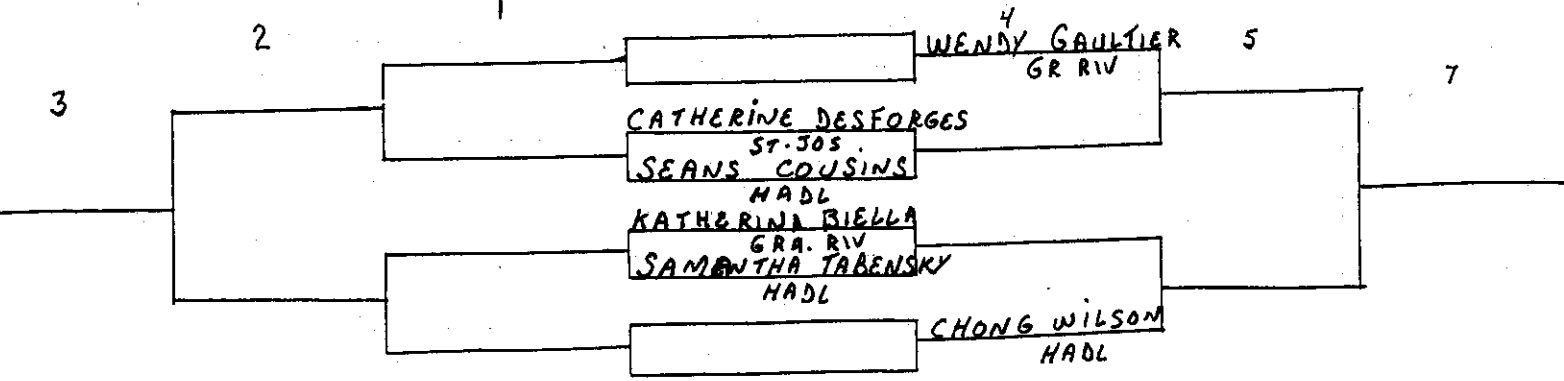 1
2
4
WENDY GAULTIER
5
GR RIV
7
3
CATHERINE DESFORGES
ST. JOS.
SEANS COUSINS
HADL
KATHERINA BIELLA
GRA. RIV
SAMANTHA TABENSKY
HADL
CHONG WILSON
HADL